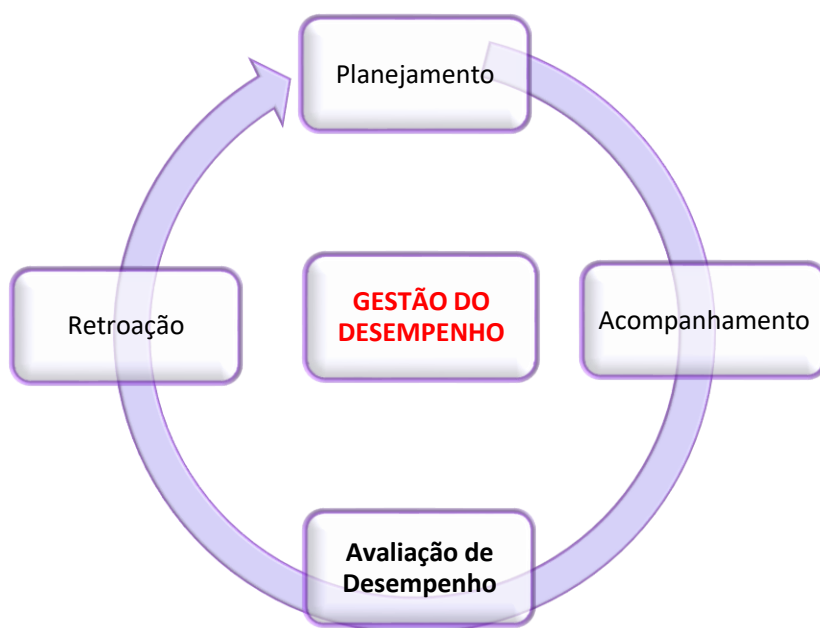 Planejamento
Retroação
GESTÃO DO
DESEMPENHO
Acompanhamento
Avaliação de
Desempenho